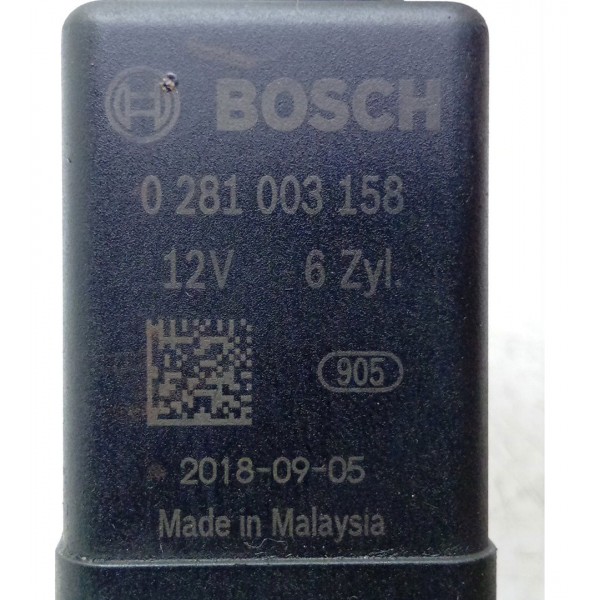 BOSCH
0 281 003 158
12V 6 Zyl.
905
2018-09-05
Made in Malaysia